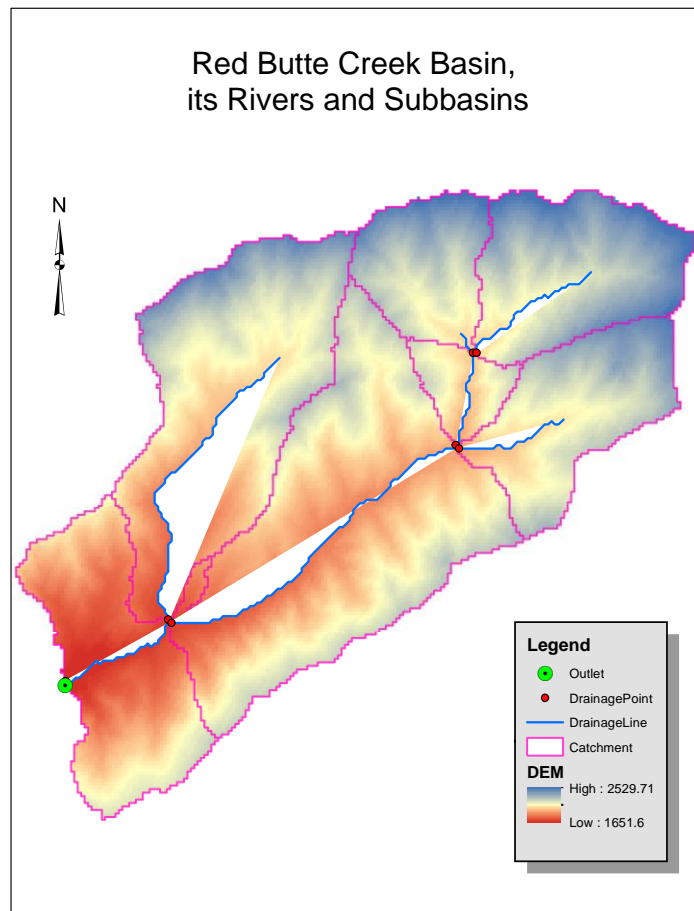 Red Butte Creek Basin,
its Rivers and Subbasins
N
Legend
Outlet
DrainagePoint
DrainageLine
Catchment
DEM
High : 2529.71
Low : 1651.6